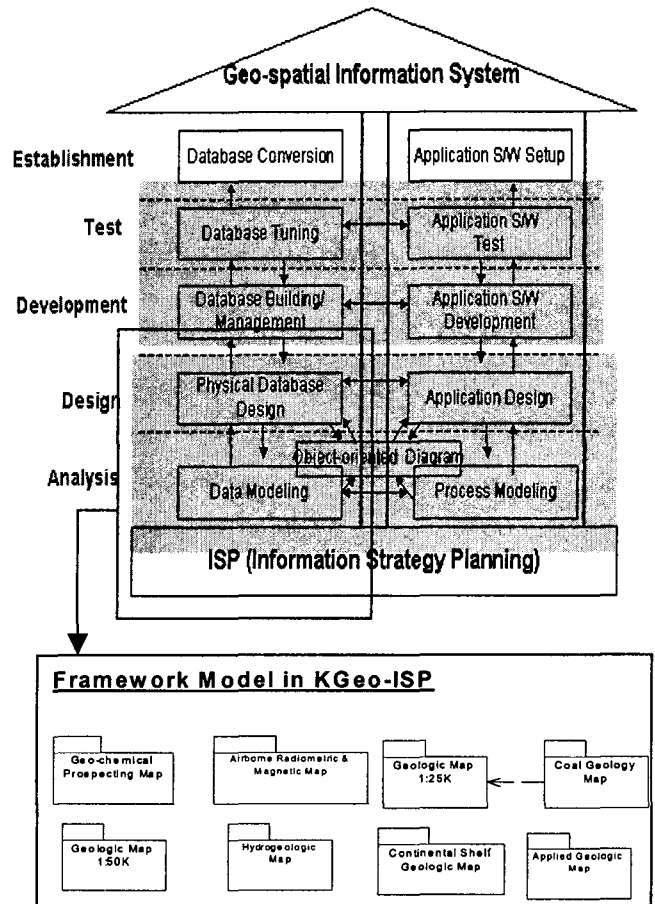 Geo-spatial Information System
Establishment
Database Conversion
Application S/W Setup
Test
Database Tuning
Application S/W
Test
Development
Database Building/
Management
Application S/W
Development
Design
Physical Database
Design
Application Design
Object-oriented Diagram
Analysis
Data Modeling
Process Modeling
ISP (Information Strategy Planning)
Framework Model in KGeo-ISP
Geo-chemical
Prospecting Map
Airborne Radiometric &
Magnetic Map
Geologic Map
1:25K
Coal Geology
Map
Geologic Map
1:50K
Hydrogeologic
Map
Continental Shelf
Geologic Map
Applied Geologic
Map